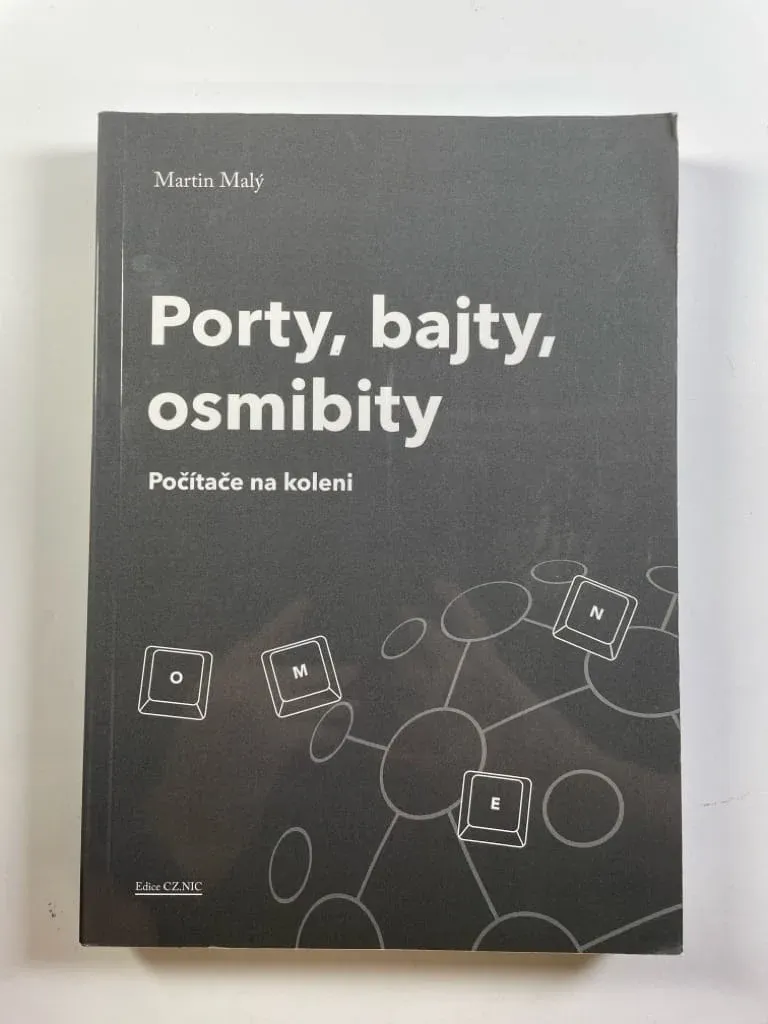 Martin Malý
Porty, bajty,
osmibity
Počítače na koleni
N
O
M
E
Edice CZ.NIC